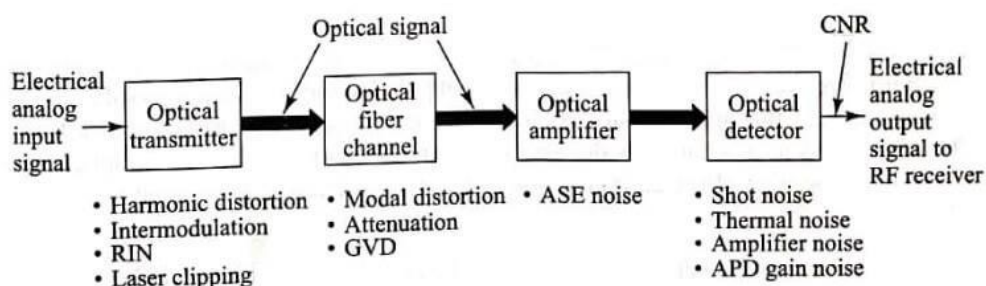 Optical signal
CNR
Electrical
analog
input
signal
Optical
transmitter
Optical
fiber
channel
Optical
amplifier
Optical
detector
Electrical
analog
output
signal to
RF receiver
• Harmonic distortion
• Intermodulation
• RIN
• Laser clipping
• Modal distortion
• Attenuation
• GVD
• ASE noise
• Shot noise
• Thermal noise
• Amplifier noise
• APD gain noise